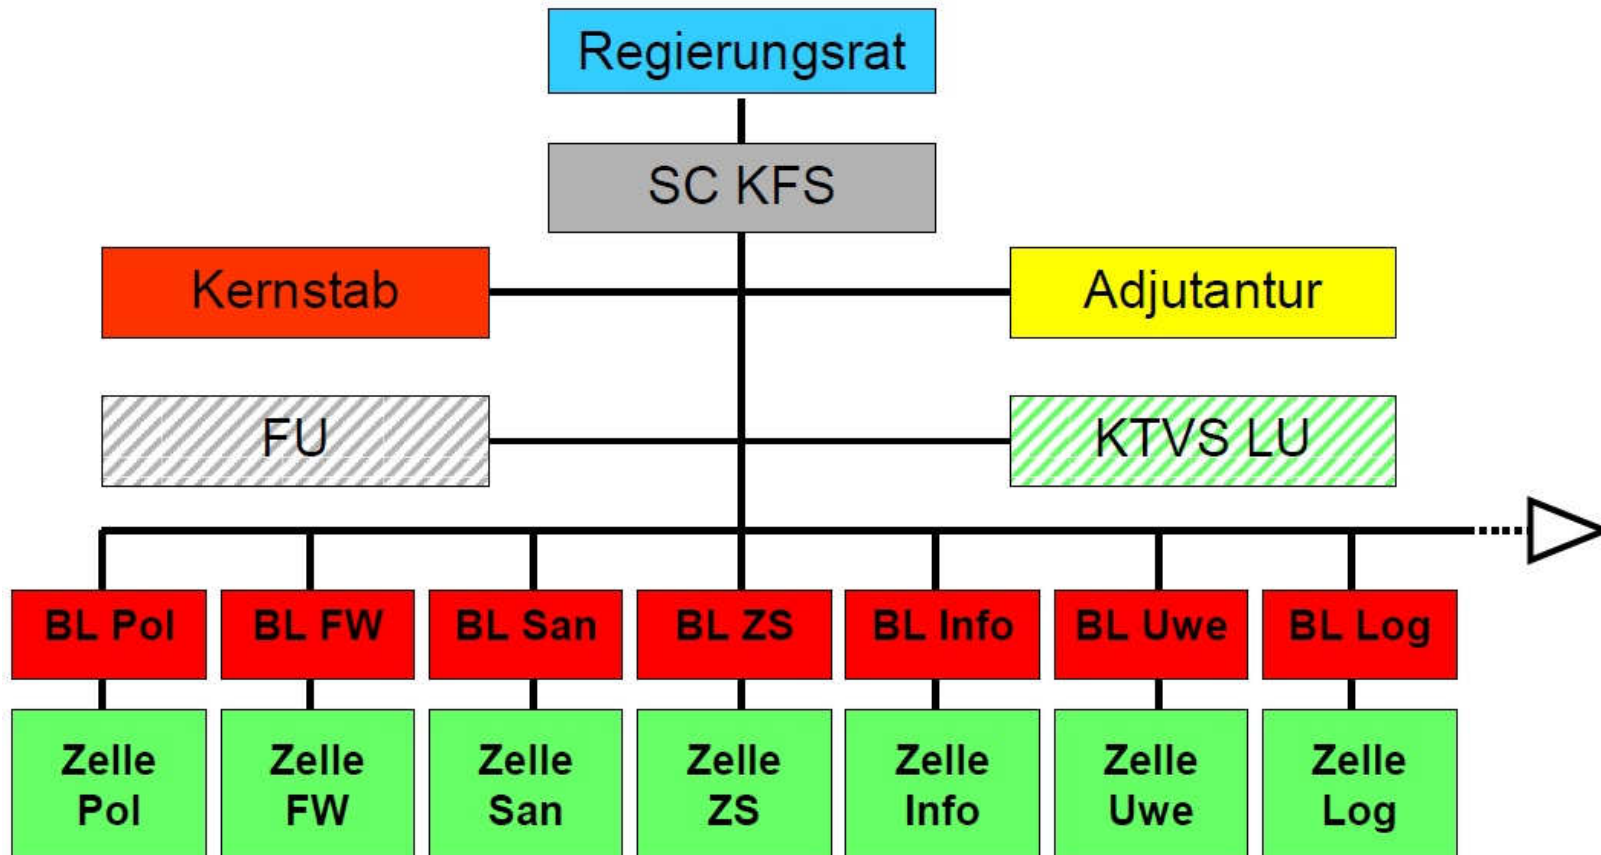 Regierungsrat
SC KFS
Kernstab
Adjutantur
FU
KTVS LU
BL Pol
BL FW
BL San
BL ZS
BL Info
BL Uwe
BL Log
Zelle
Pol
Zelle
FW
Zelle
San
Zelle
ZS
Zelle
Info
Zelle
Uwe
Zelle
Log